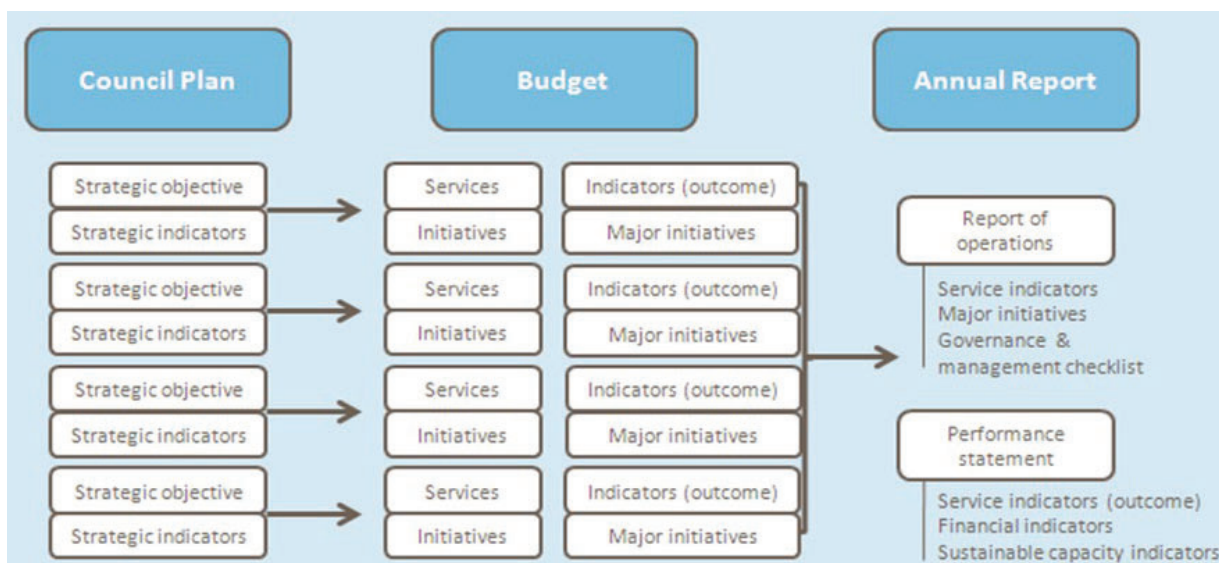 Council Plan
Budget
Annual Report
Strategic objective
Strategic indicators
Services
Initiatives
Indicators (outcome)
Major initiatives
Strategic objective
Strategic indicators
Services
Initiatives
Indicators (outcome)
Major initiatives
Strategic objective
Strategic indicators
Services
Initiatives
Indicators (outcome)
Major initiatives
Strategic objective
Strategic indicators
Services
Initiatives
Indicators (outcome)
Major initiatives
Report of
operations
Service indicators
Major initiatives
Governance &
management checklist
Performance
statement
Service indicators (outcome)
Financial indicators
Sustainable capacity indicators